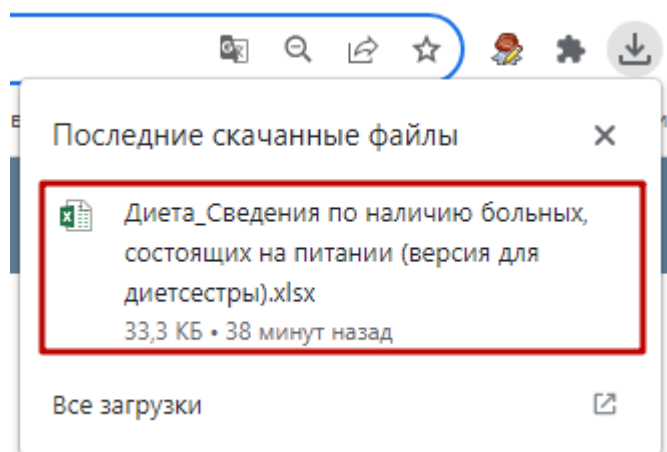 Последние скачанные файлы
Диета_Сведения по наличию больных,
состоящих на питании (версия для
диетсестры).xlsx
33,3 КБ • 38 минут назад
Все загрузки